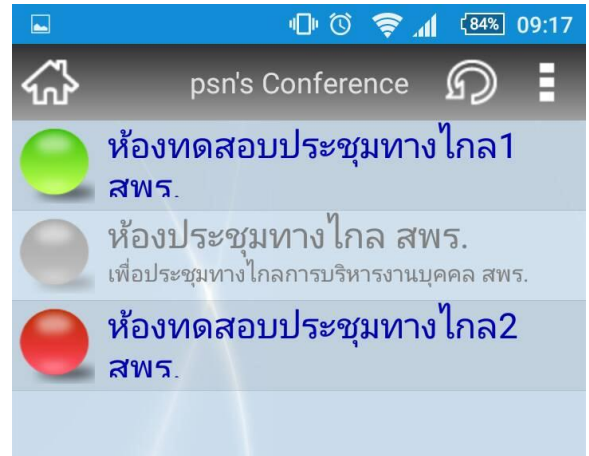 84% 09:17
psn's Conference
ห้องทดสอบประชุมทางไกล1
สพร.
ห้องประชุมทางไกล สพร.
เพื่อประชุมทางไกลการบริหารงานบุคคล สพร.
ห้องทดสอบประชุมทางไกล2
สพร.